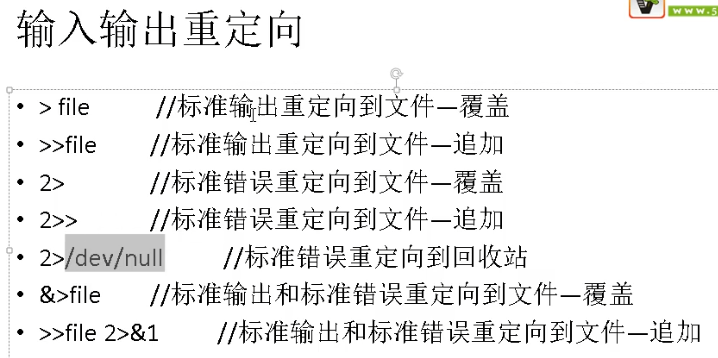 www.5
输入输出重定向
• > file //标准输出重定向到文件—覆盖
• >>file //标准输出重定向到文件—追加
• 2> //标准错误重定向到文件—覆盖
• 2>> //标准错误重定向到文件—追加
• 2>/dev/null //标准错误重定向到回收站
• &>file //标准输出和标准错误重定向到文件—覆盖
• >>file 2>&1 //标准输出和标准错误重定向到文件—追加